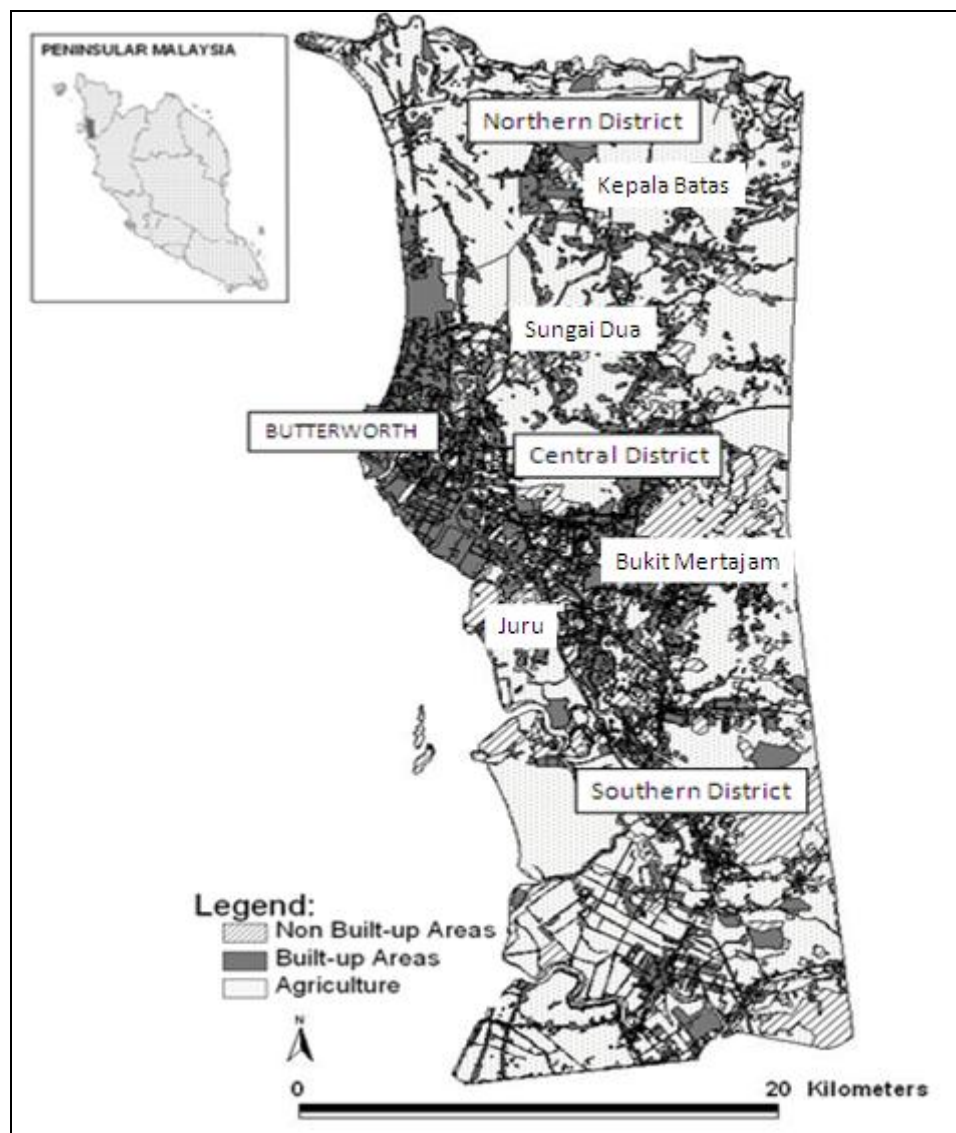 PENINSULAR MALAYSIA
Northern District
Kepala Batas
Sungai Dua
BUTTERWORTH
Central District
Bukit Mertajam
Juru
Southern District
Legend:
Non Built-up Areas
Built-up Areas
Agriculture
N
0 20 Kilometers